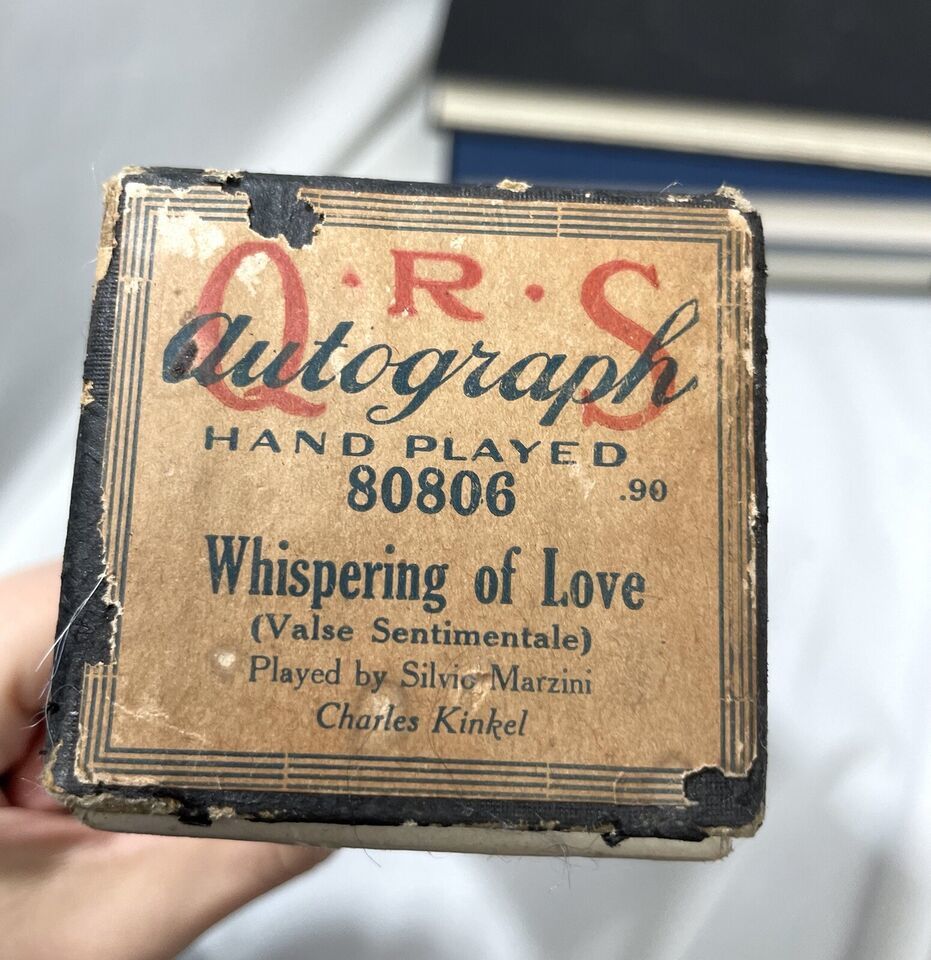 Q·R·S
autograph
HAND PLAYED
80806 .90
Whispering of Love
(Valse Sentimentale)
Played by Silvio Marzini
Charles Kinkel